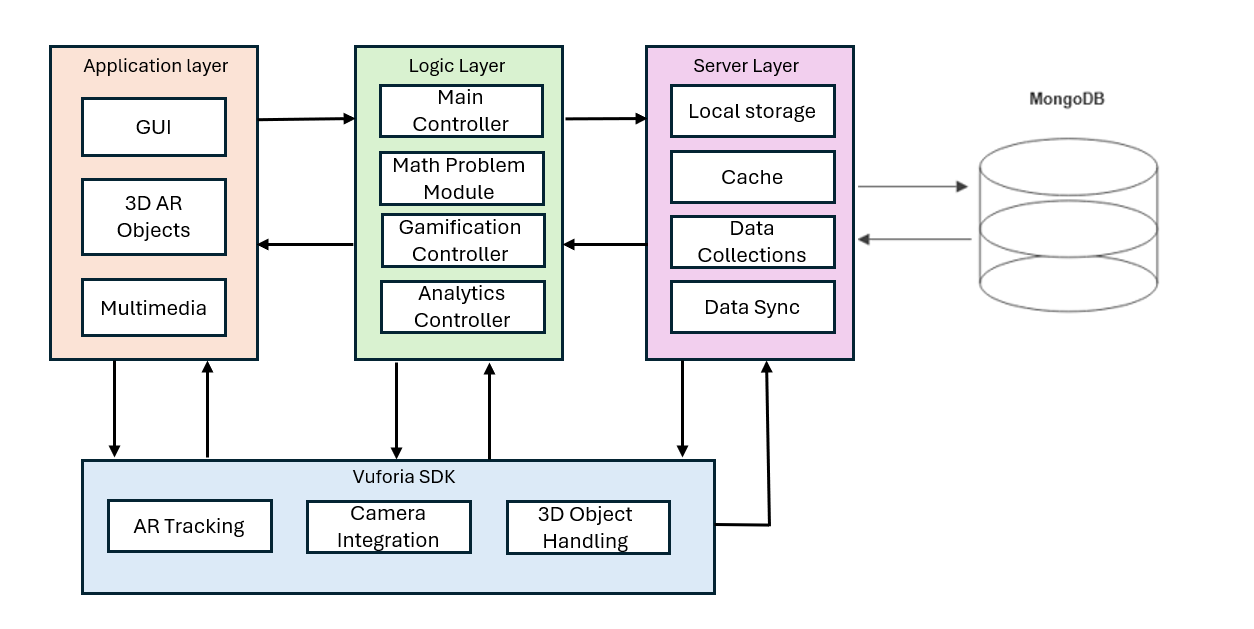 Application layer
GUI
3D AR
Objects
Multimedia
Logic Layer
Main
Controller
Math Problem
Module
Gamification
Controller
Analytics
Controller
Server Layer
Local storage
Cache
Data
Collections
Data Sync
MongoDB
Vuforia SDK
AR Tracking
Camera
Integration
3D Object
Handling